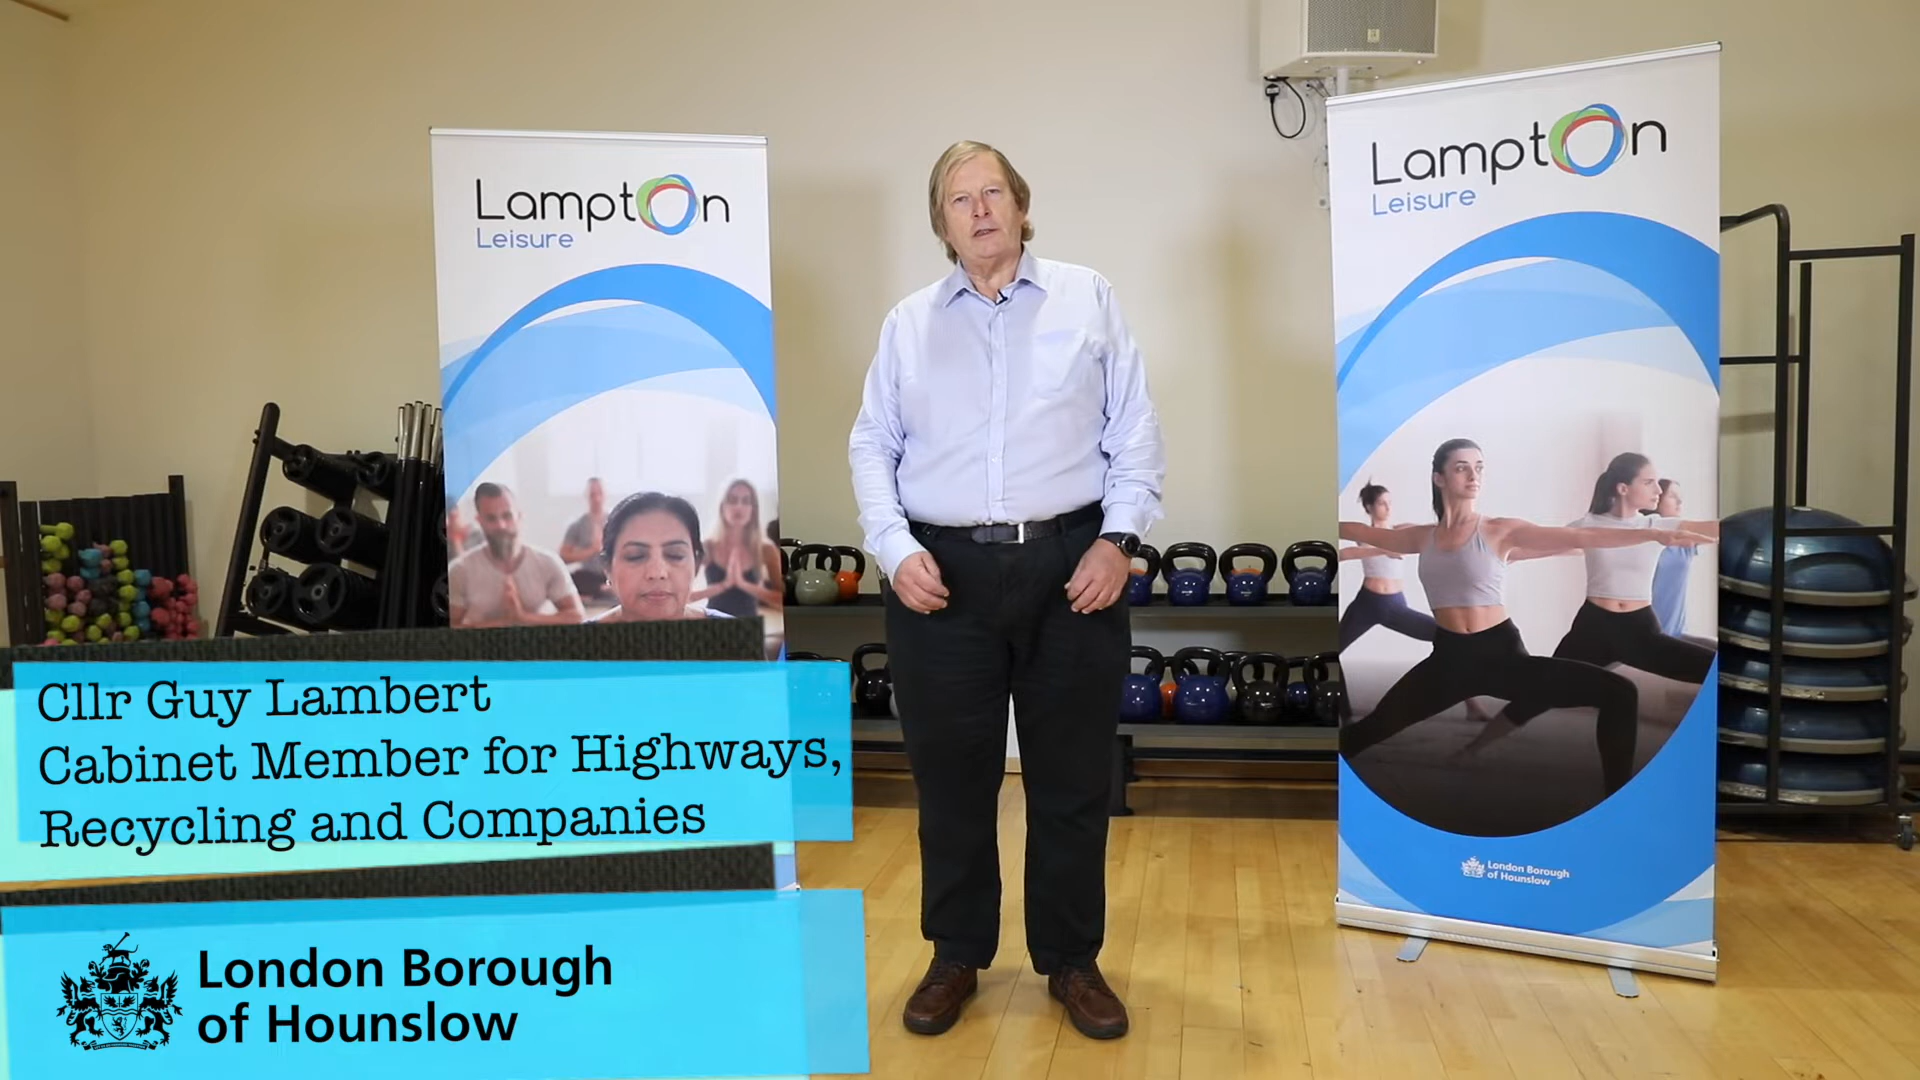 Lampton
Leisure
Lampton
Leisure
London Borough
of Hounslow
Cllr Guy Lambert
Cabinet Member for Highways,
Recycling and Companies
London Borough
of Hounslow